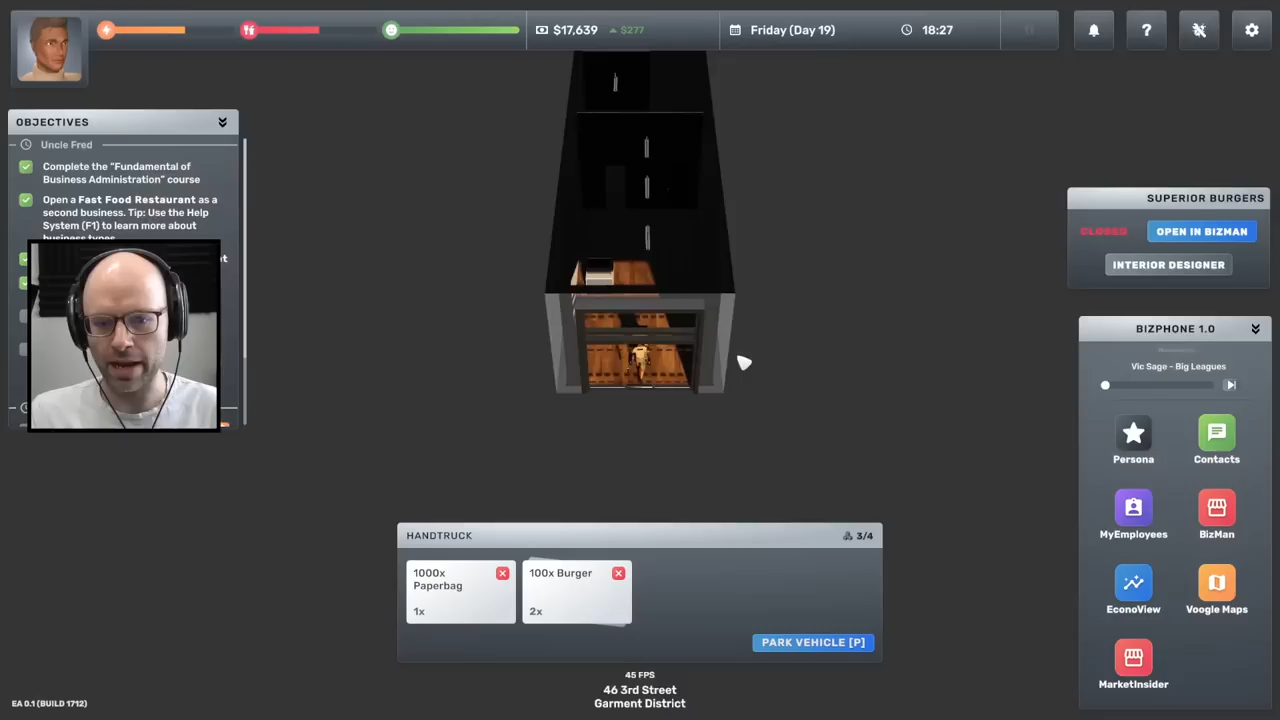 $17,639
$277
Friday (Day 19)
18:27
OBJECTIVES
Uncle Fred
Complete the "Fundamental of
Business Administration" course
Open a Fast Food Restaurant as a
second business. Tip: Use the Help
System (F1) to learn more about
business types.
SUPERIOR BURGERS
CLOSED
OPEN IN BIZMAN
INTERIOR DESIGNER
BIZPHONE 1.0
Vic Sage - Big Leagues
Persona
Contacts
MyEmployees
BizMan
EconoView
Voogle Maps
MarketInsider
HANDTRUCK
3/4
1000x
Paperbag
1x
100x Burger
2x
PARK VEHICLE [P]
45 FPS
46 3rd Street
Garment District
EA 0.1 (BUILD 1712)